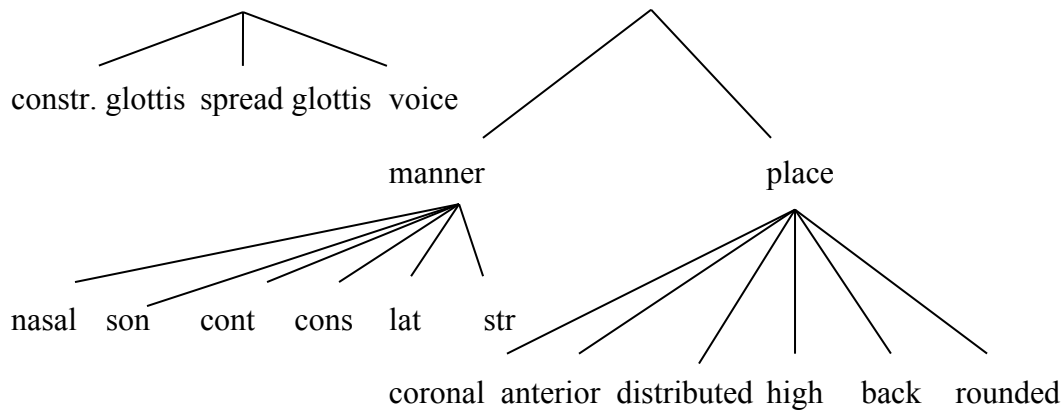 constr. glottis spread glottis voice
manner place
nasal son cont cons lat str
coronal anterior distributed high back rounded